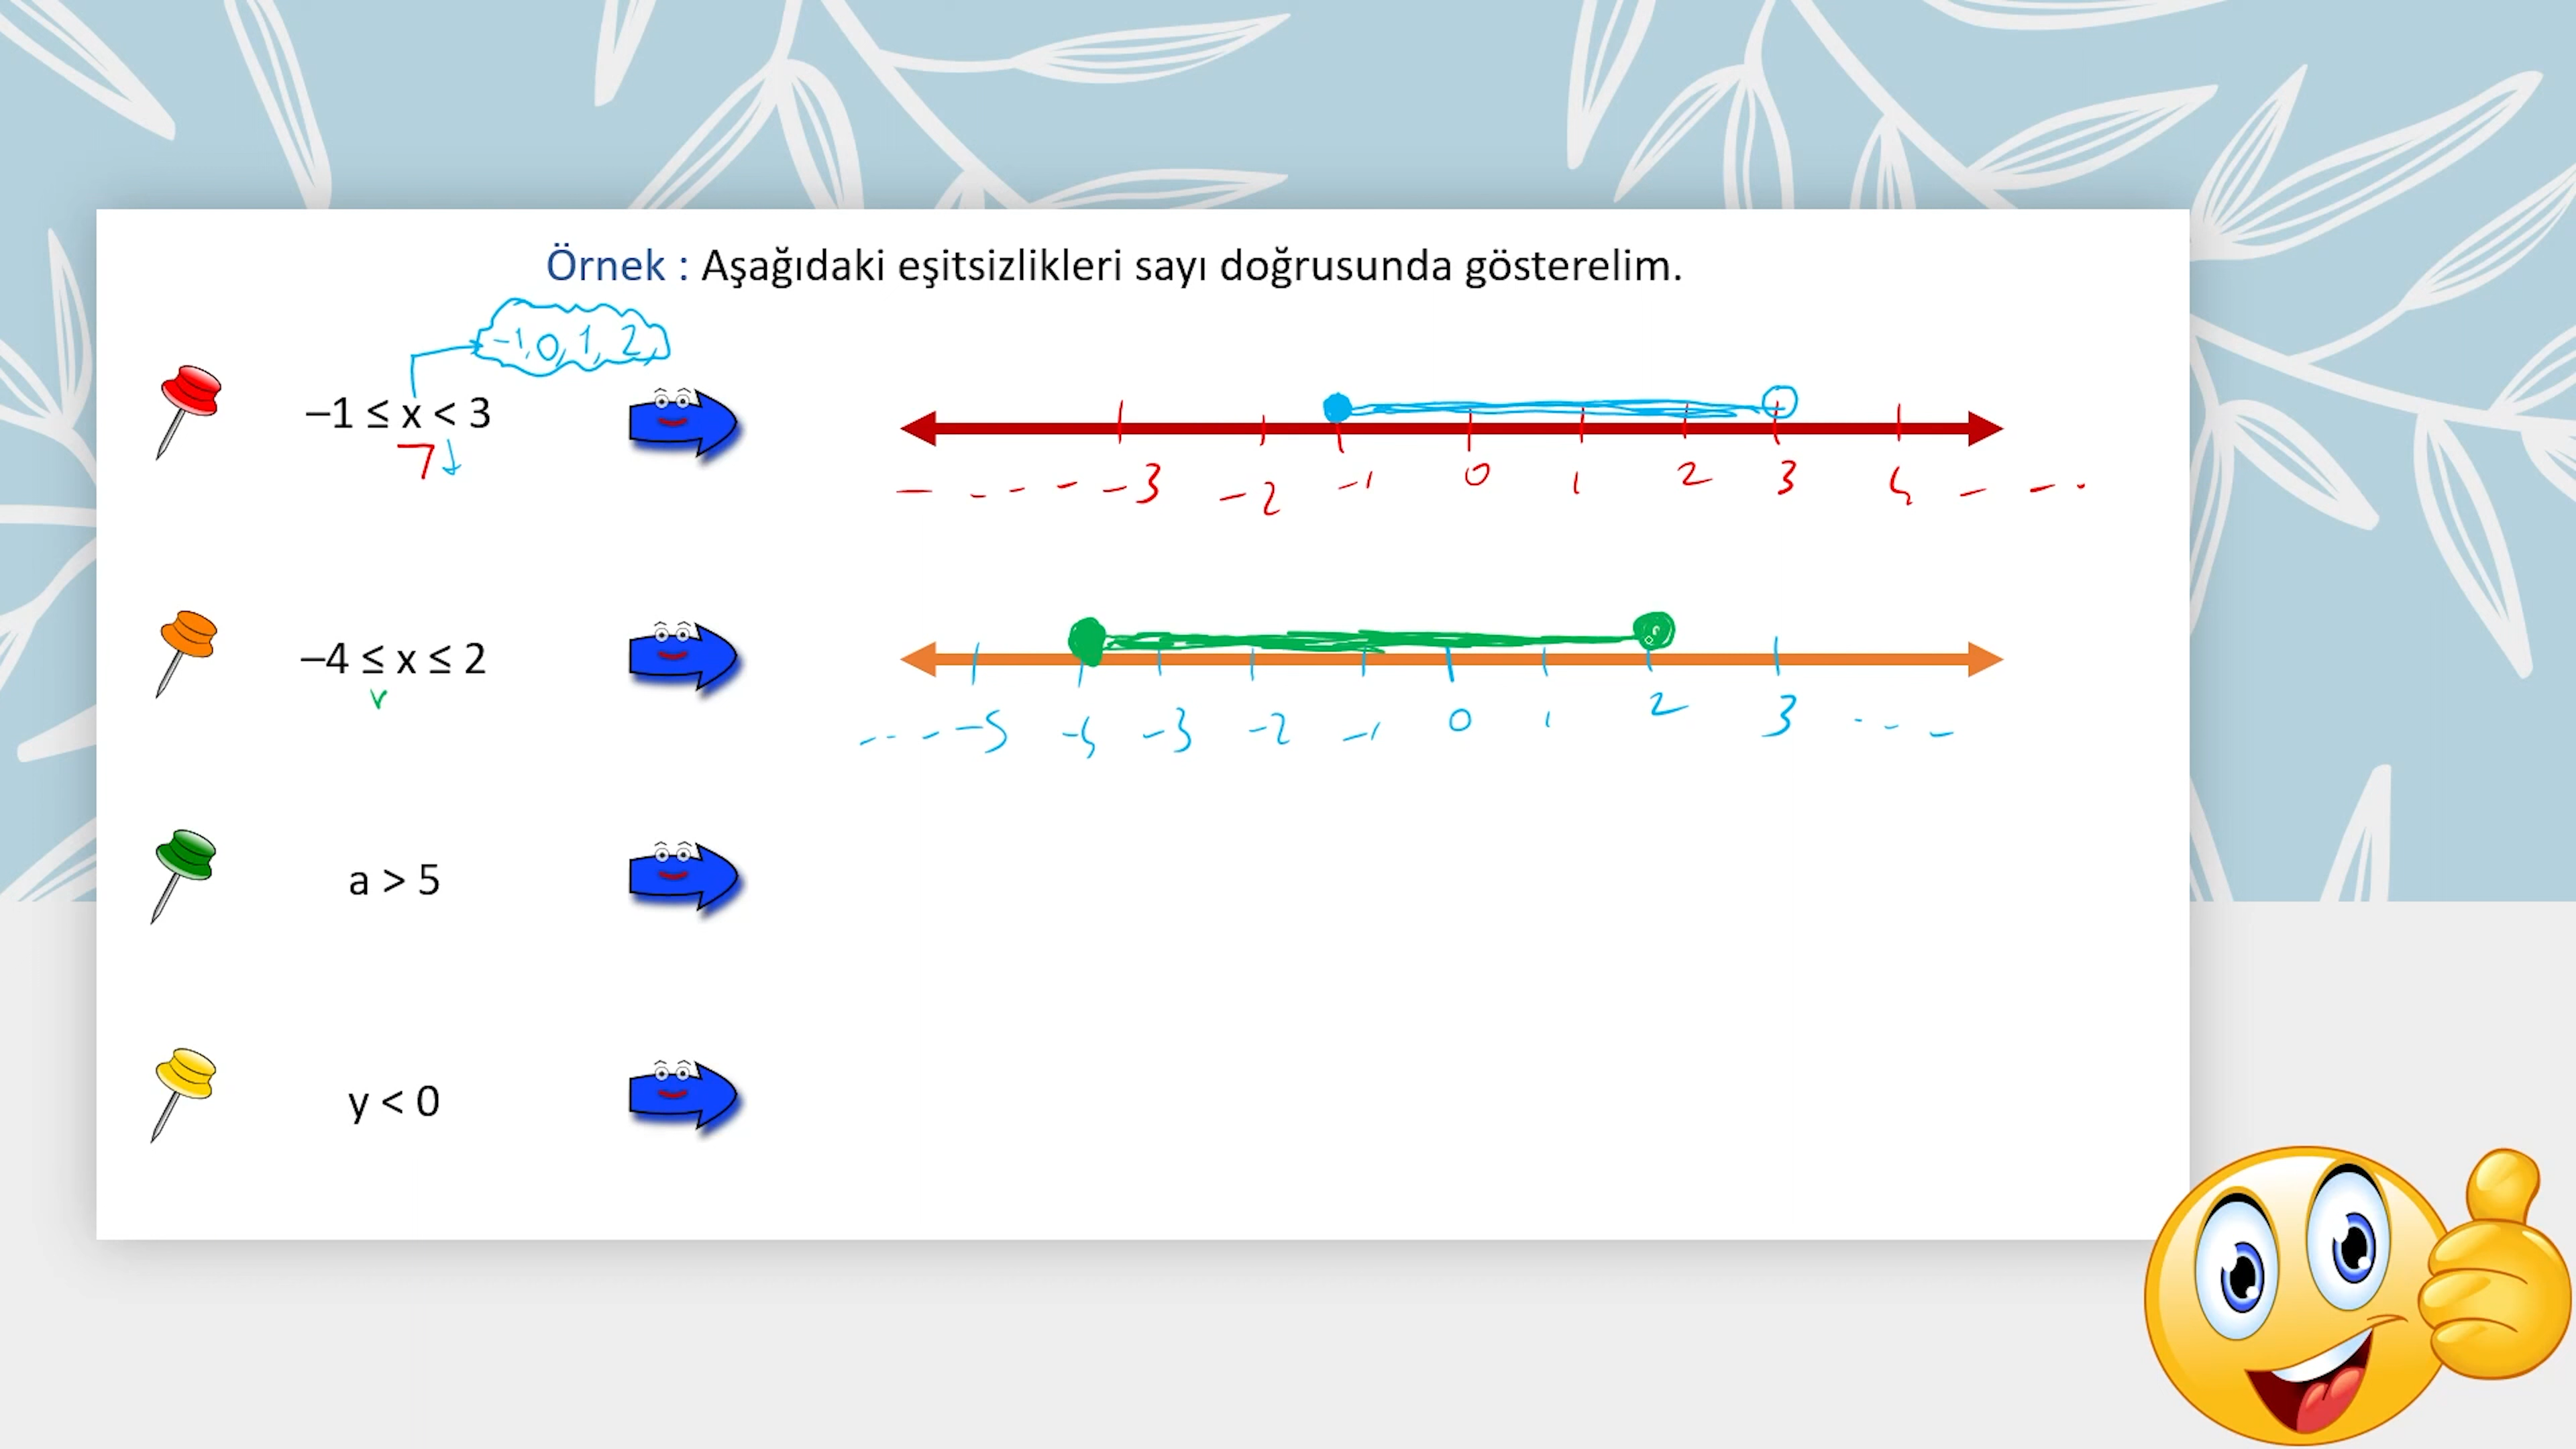 Örnek : Aşağıdaki eşitsizlikleri sayı doğrusunda gösterelim.
-1, 0, 1, 2,
–1 ≤ x < 3
7
- - - - -3 -2 -1 0 1 2 3 4 - - -
–4 ≤ x ≤ 2
- - - -5 -4 -3 -2 -1 0 1 2 3 - - -
a > 5
y < 0